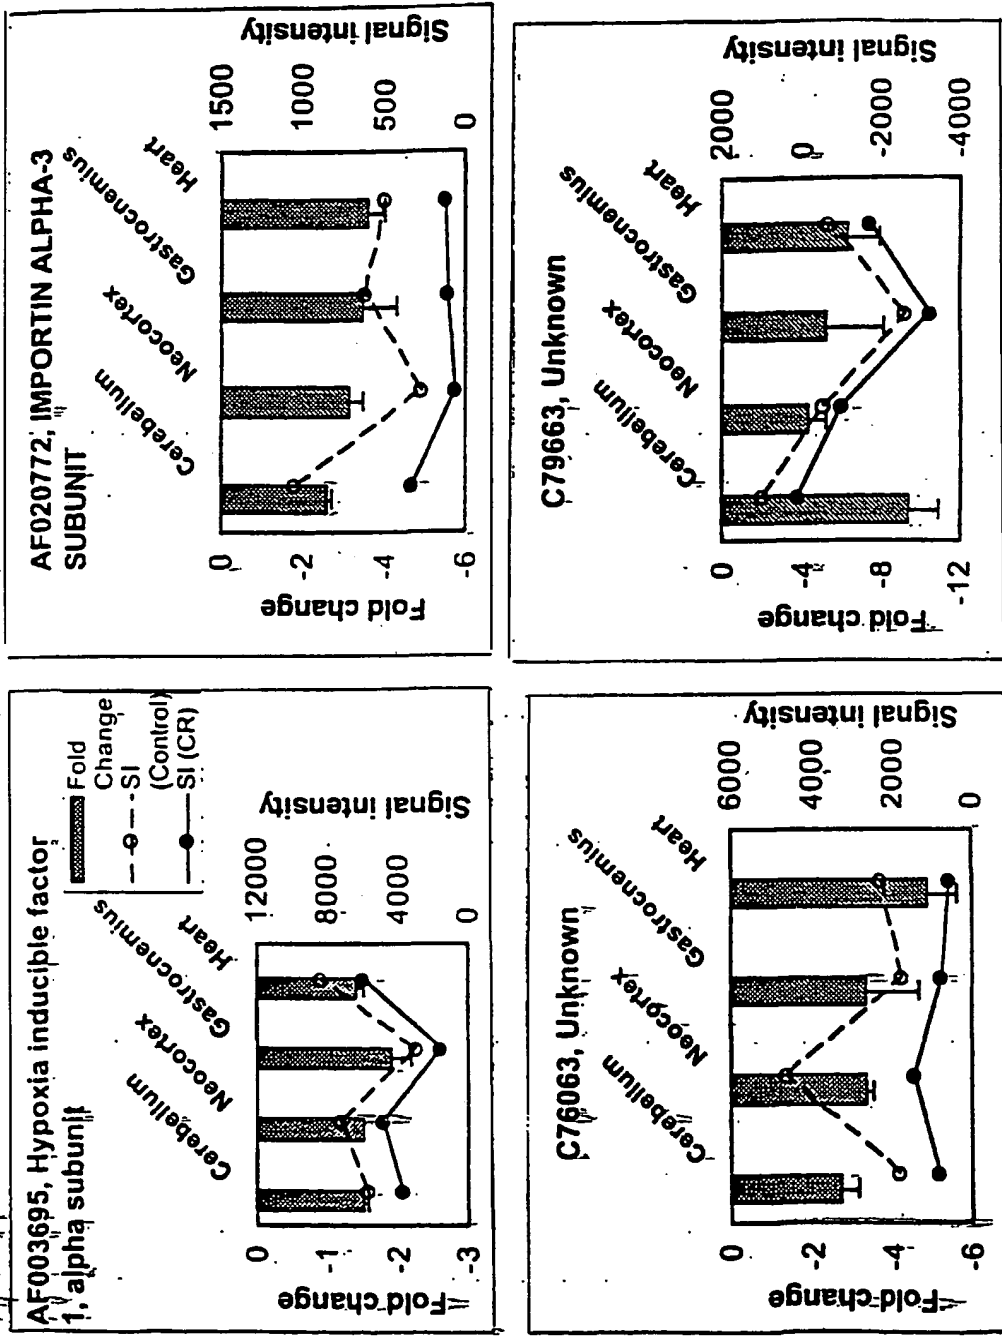 AF003695, Hypoxia inducible factor
1, alpha subunit
Fold
Change
SI
(Control)
SI (CR)
Cerebellum
Neocortex
Gastrocnemius
Heart
0
-1
-2
-3
Fold change
12000
8000
4000
0
Signal intensity
AF020772, IMPORTIN ALPHA-3
SUBUNIT
Cerebellum
Neocortex
Gastrocnemius
Heart
0
-2
-4
-6
Fold change
1500
1000
500
0
Signal intensity
C76063, Unknown
Cerebellum
Neocortex
Gastrocnemius
Heart
0
-2
-4
-6
Fold change
6000
4000
2000
0
Signal intensity
C79663, Unknown
Cerebellum
Neocortex
Gastrocnemius
Heart
0
-4
-8
-12
Fold change
2000
0
-2000
-4000
Signal intensity